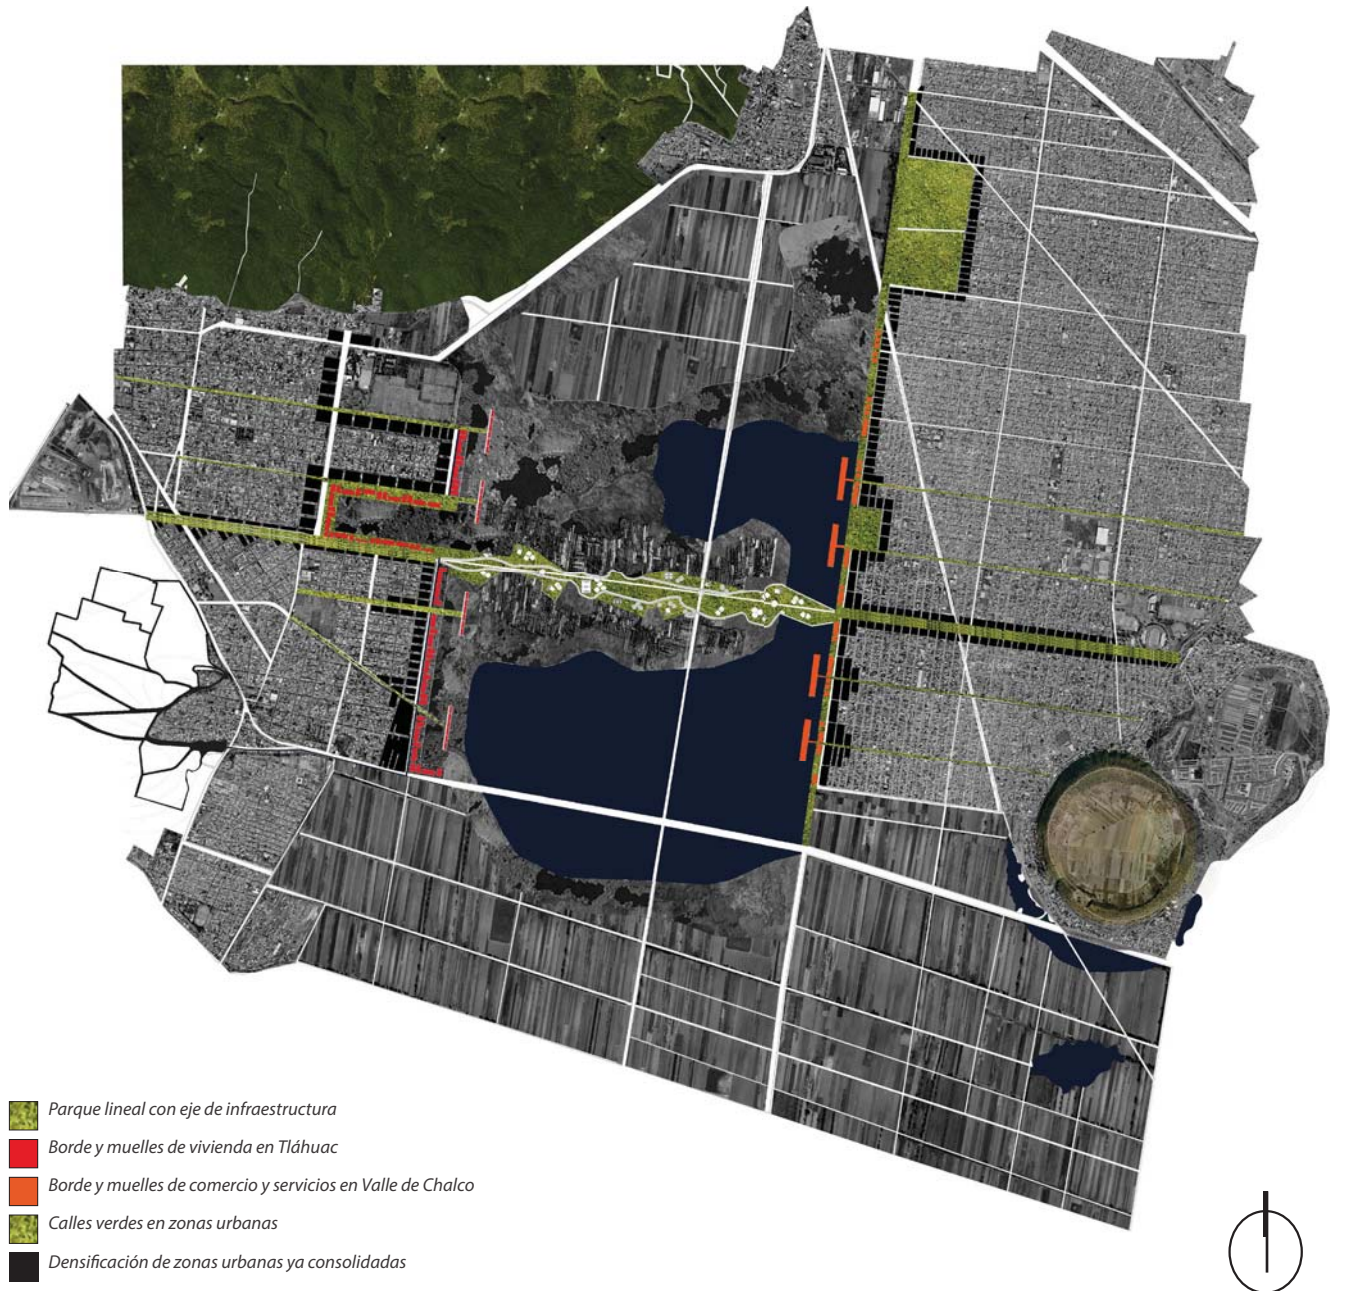 Parque lineal con eje de infraestructura
Borde y muelles de vivienda en Tláhuac
Borde y muelles de comercio y servicios en Valle de Chalco
Calles verdes en zonas urbanas
Densificación de zonas urbanas ya consolidadas